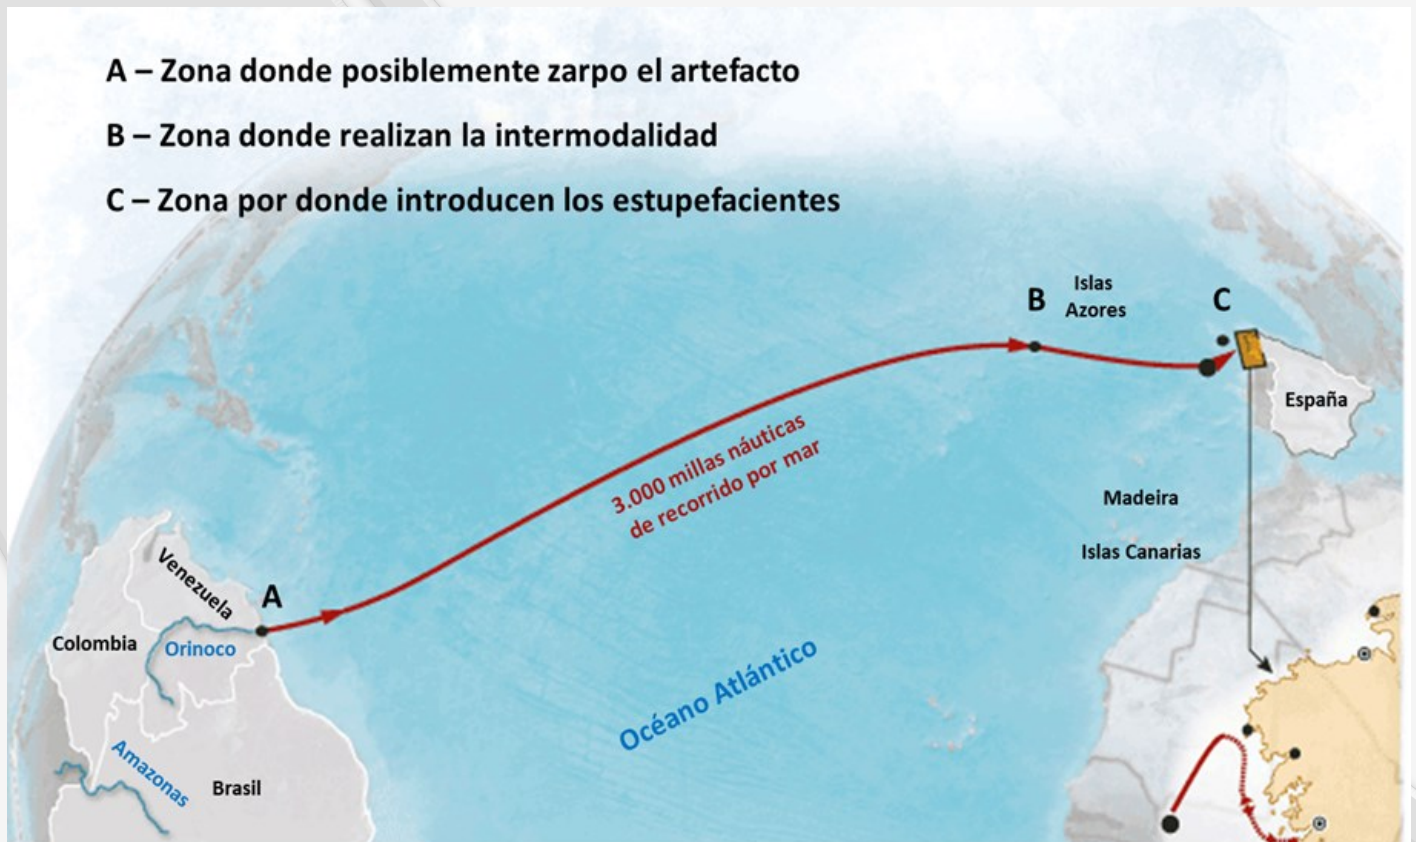 A – Zona donde posiblemente zarpo el artefacto
B – Zona donde realizan la intermodalidad
C – Zona por donde introducen los estupefacientes
B
Islas
Azores
C
España
3.000 millas náuticas
de recorrido por mar
Madeira
Islas Canarias
Venezuela
A
Colombia
Orinoco
Océano Atlántico
Amazonas
Brasil